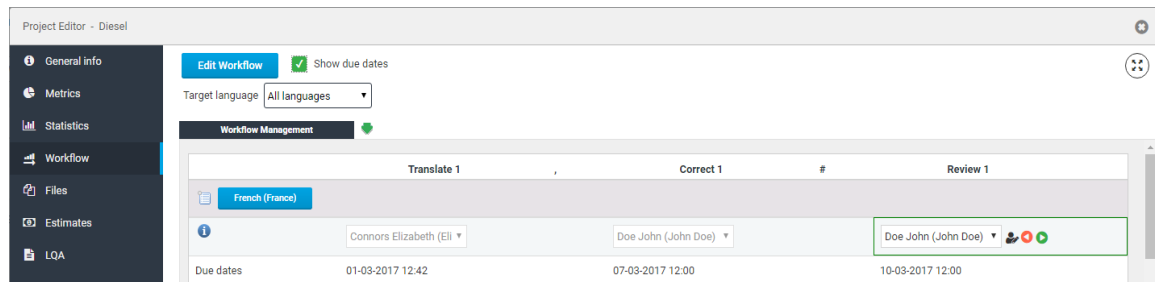 Project Editor - Diesel
General info
Metrics
Statistics
Workflow
Files
Estimates
LQA
Edit Workflow
Show due dates
Target language
All languages
Workflow Management
Translate 1 , Correct 1 # Review 1
French (France)
Connors Elizabeth (Eli Doe John (John Doe) Doe John (John Doe)
Due dates 01-03-2017 12:42 07-03-2017 12:00 10-03-2017 12:00